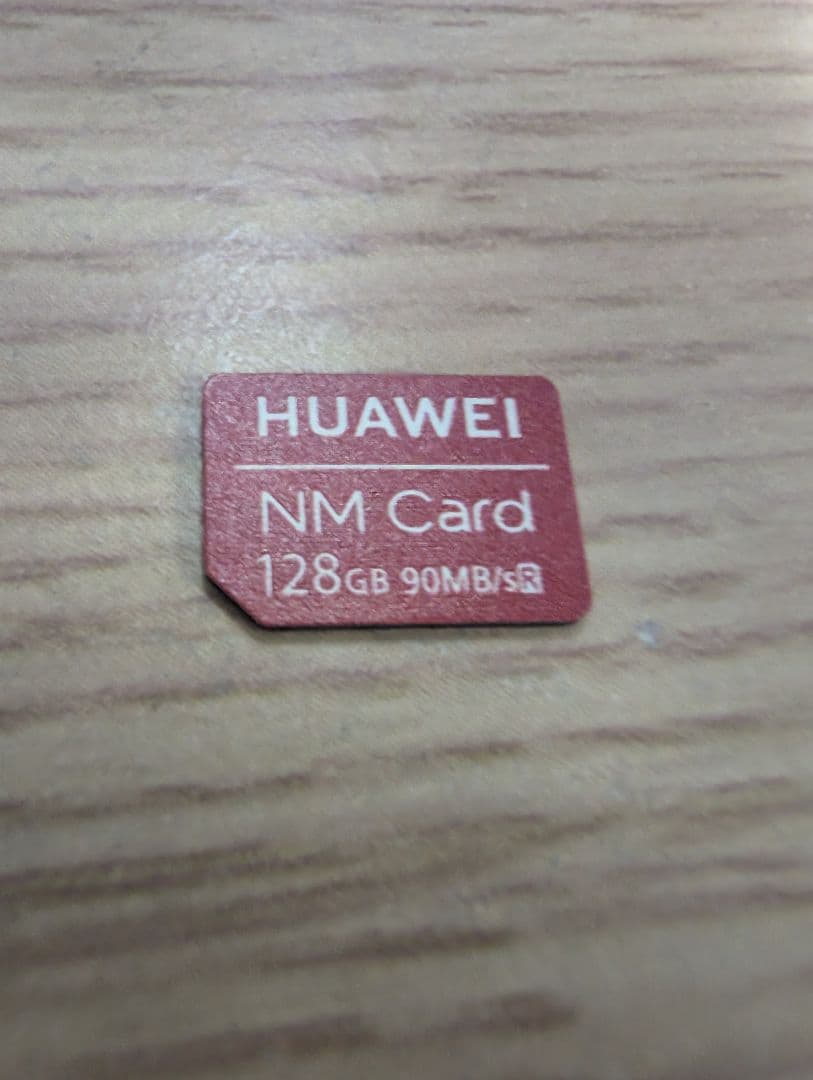 HUAWEI
NM Card
128GB 90MB/sR